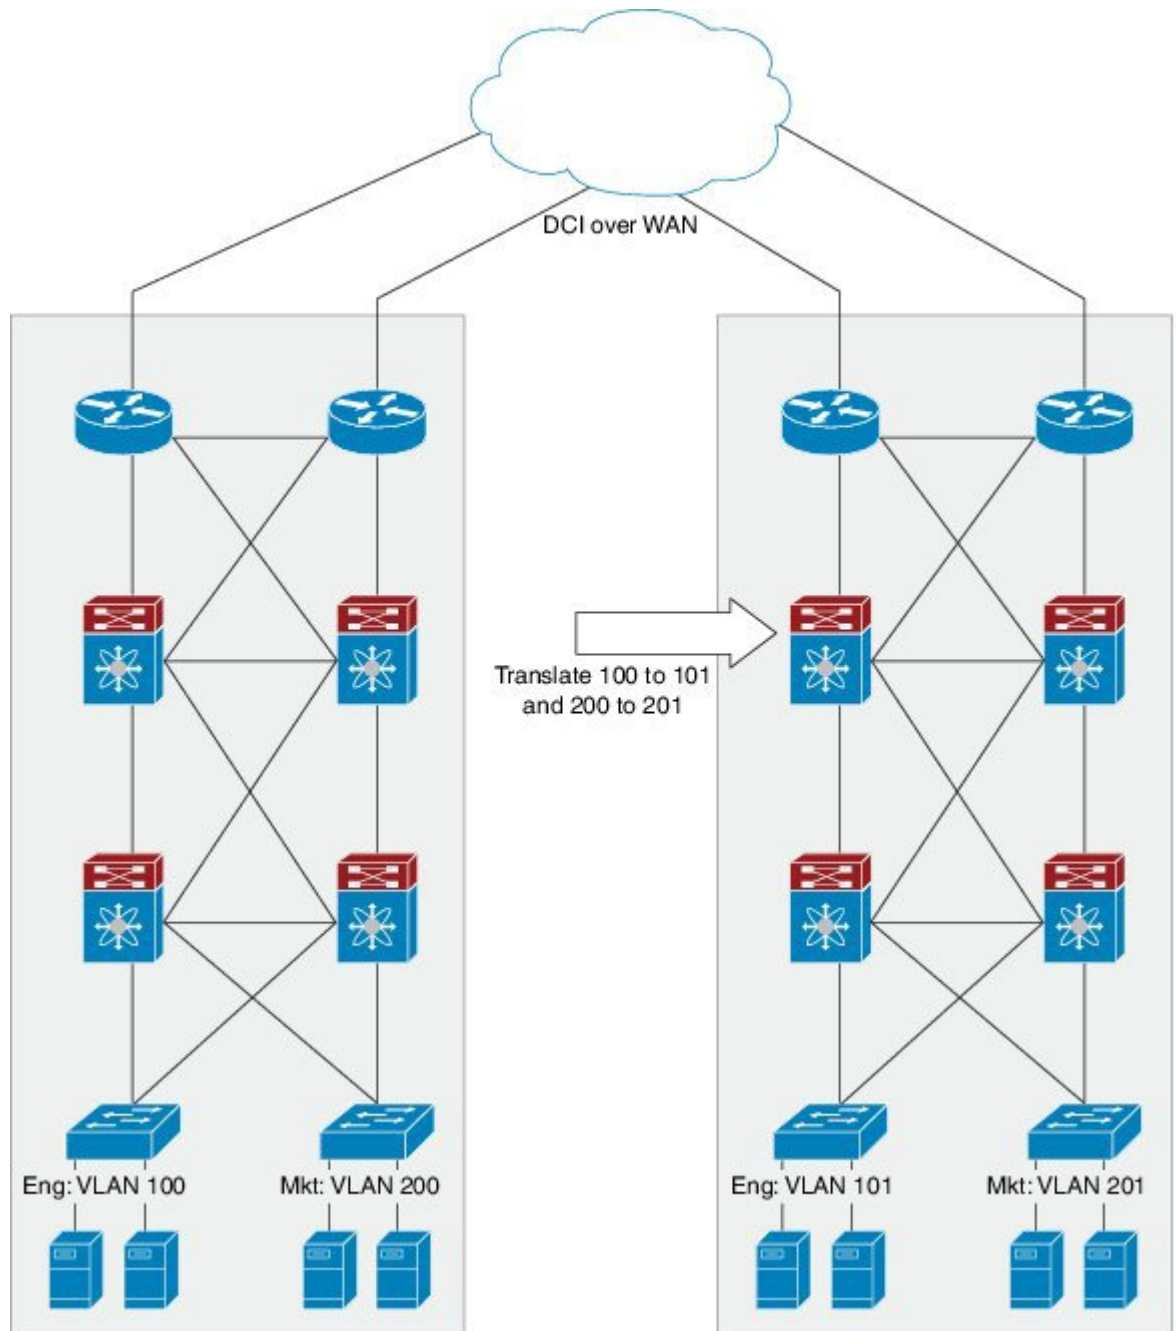 DCI over WAN
Translate 100 to 101
and 200 to 201
Eng: VLAN 100
Mkt: VLAN 200
Eng: VLAN 101
Mkt: VLAN 201